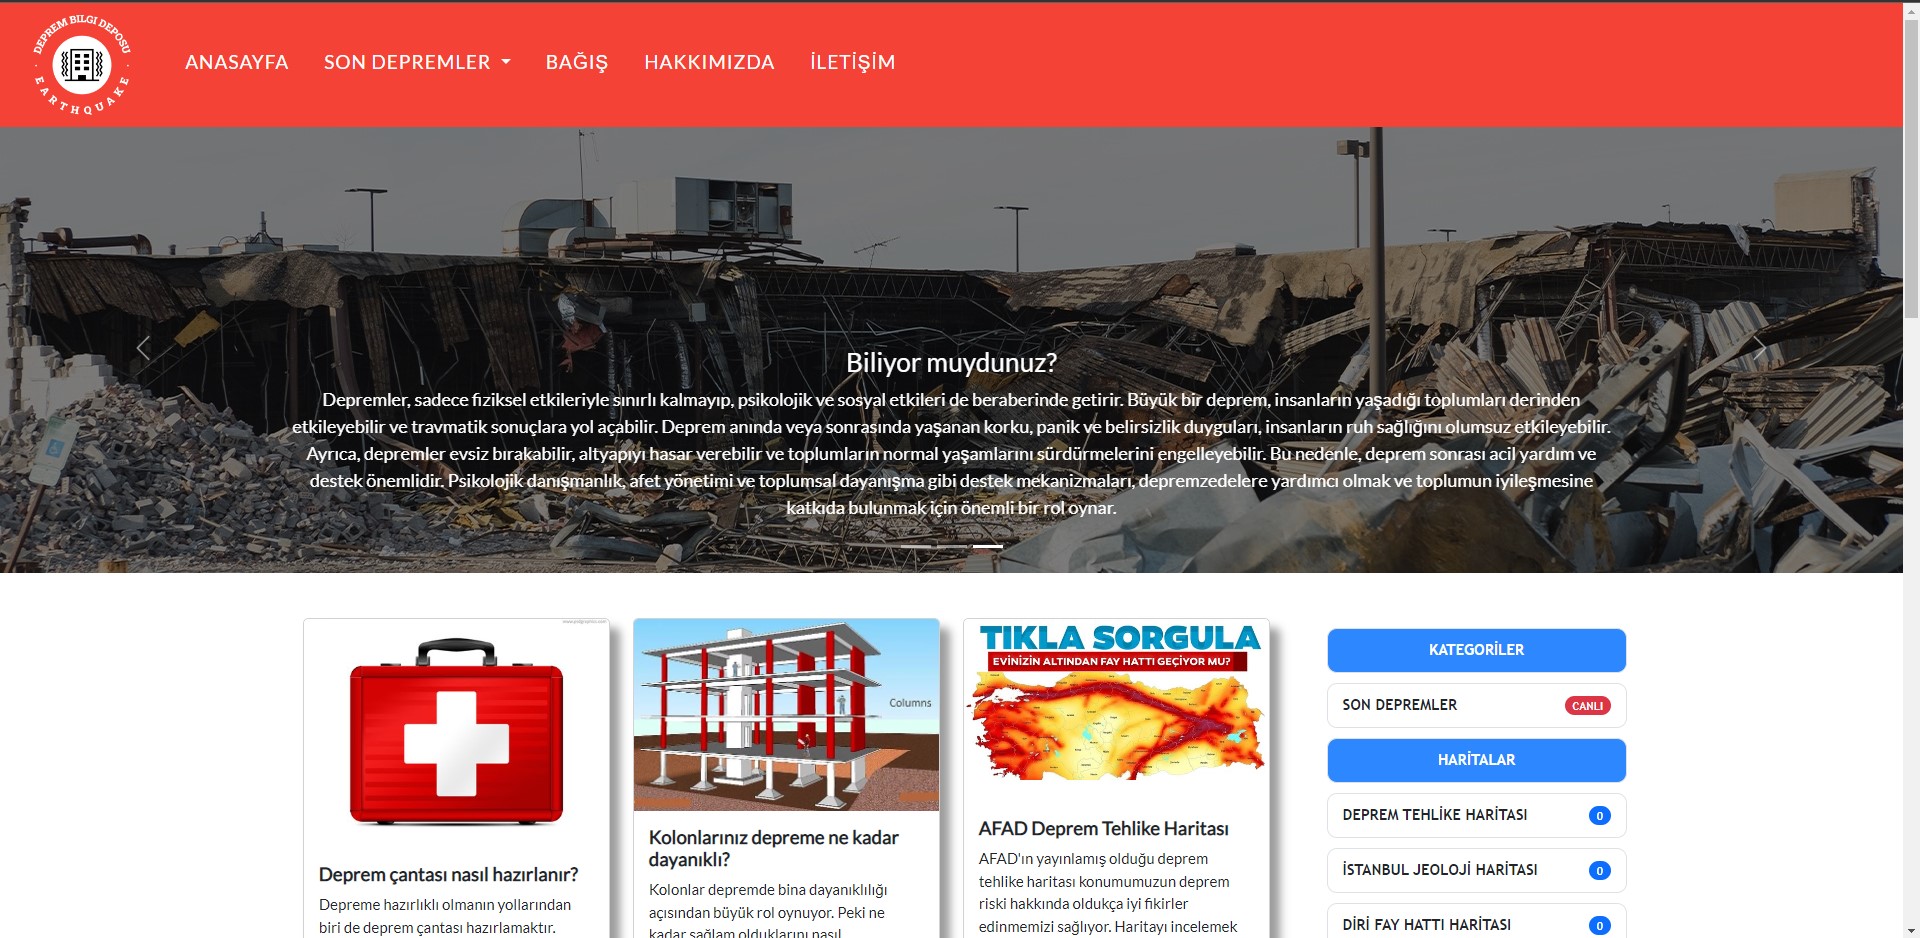 DEPREM BILGI DEPOSU
EARTHQUAKE
ANASAYFA
SON DEPREMLER
BAĞIŞ
HAKKIMIZDA
İLETİŞİM
Biliyor muydunuz?
Depremler, sadece fiziksel etkileriyle sınırlı kalmayıp, psikolojik ve sosyal etkileri de beraberinde getirir. Büyük bir deprem, insanların yaşadığı toplumları derinden
etkileyebilir ve travmatik sonuçlara yol açabilir. Deprem anında veya sonrasında yaşanan korku, panik ve belirsizlik duyguları, insanların ruh sağlığını olumsuz etkileyebilir.
Ayrıca, depremler evsiz bırakabilir, altyapıyı hasar verebilir ve toplumların normal yaşamlarını sürdürmelerini engelleyebilir. Bu nedenle, deprem sonrası acil yardım ve
destek önemlidir. Psikolojik danışmanlık, afet yönetimi ve toplumsal dayanışma gibi destek mekanizmaları, depremzedelere yardımcı olmak ve toplumun iyileşmesine
katkıda bulunmak için önemli bir rol oynar.
Deprem çantası nasıl hazırlanır?
Depreme hazırlıklı olmanın yollarından
biri de deprem çantası hazırlamaktır.
Columns
Kolonlarınız depreme ne kadar
dayanıklı?
Kolonlar depremde bina dayanıklılığı
açısından büyük rol oynuyor. Peki ne
kadar sağlam olduklarını nasıl
TIKLA SORGULA
EVİNİZİN ALTINDAN FAY HATTI GEÇİYOR MU?
AFAD Deprem Tehlike Haritası
AFAD'ın yayınlamış olduğu deprem
tehlike haritası konumumuzun deprem
riski hakkında oldukça iyi fikirler
edinmemizi sağlıyor. Haritayı incelemek
KATEGORİLER
SON DEPREMLER
CANLI
HARİTALAR
DEPREM TEHLİKE HARİTASI
0
İSTANBUL JEOLOJİ HARİTASI
0
DİRİ FAY HATTI HARİTASI
0